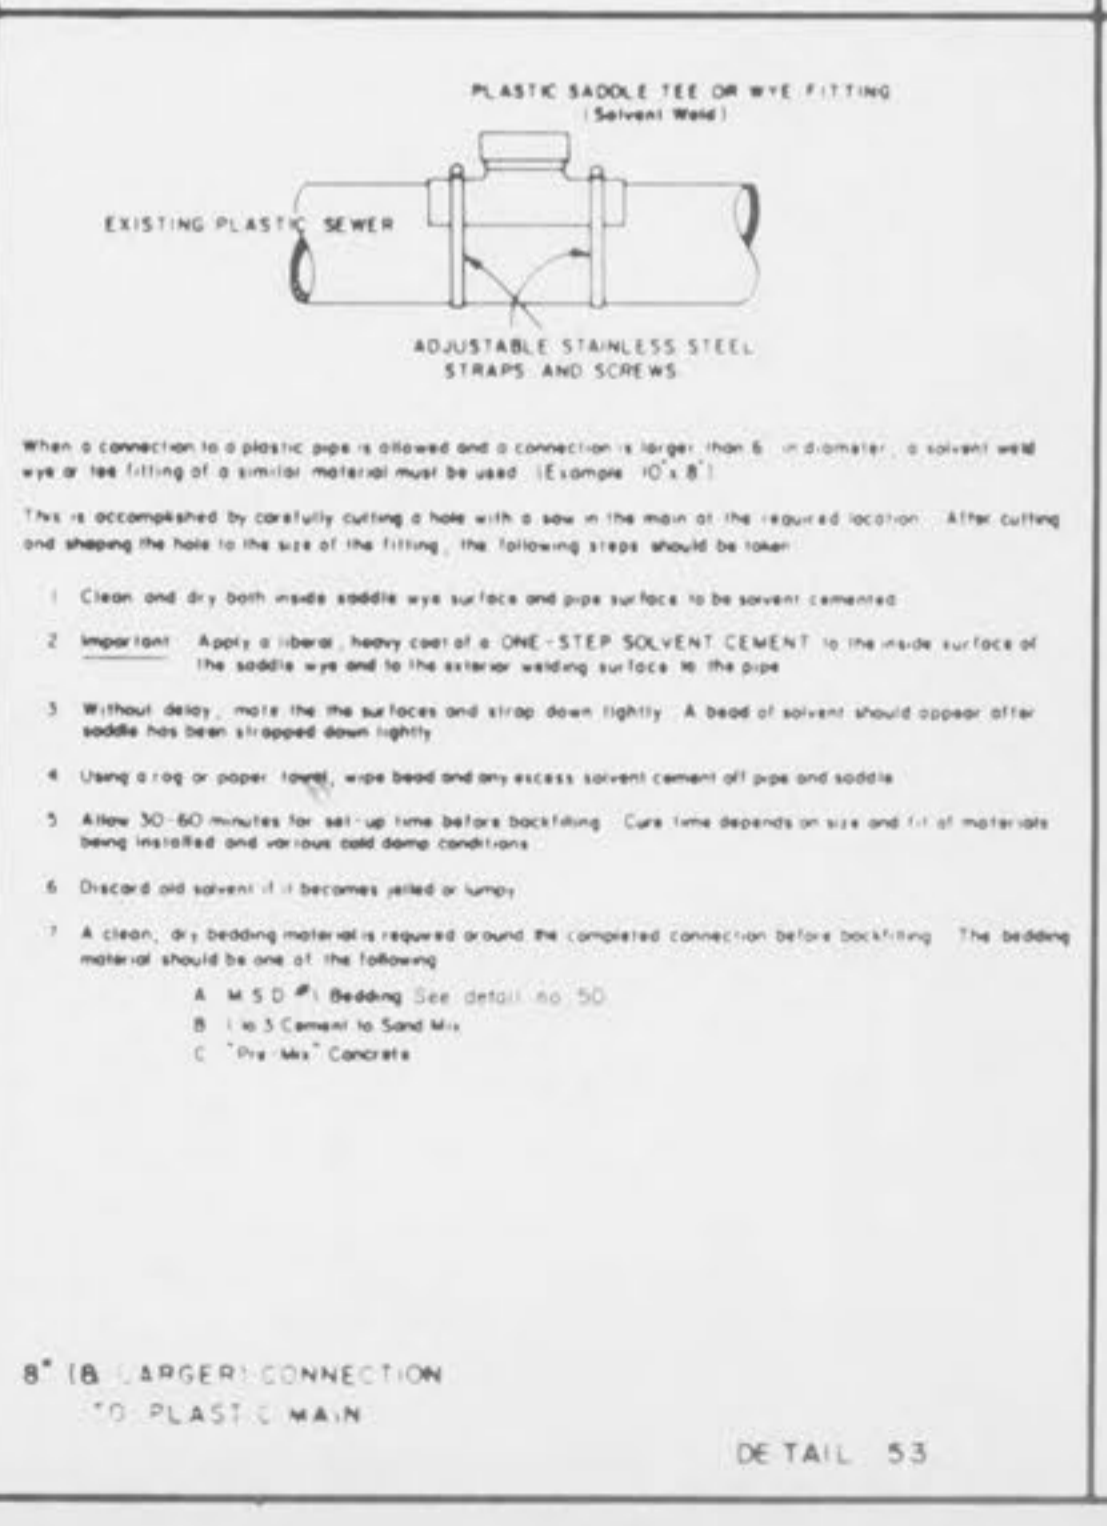 PLASTIC SADDLE TEE OR WYE FITTING
(Solvent Weld)
EXISTING PLASTIC SEWER
ADJUSTABLE STAINLESS STEEL
STRAPS AND SCREWS
When a connection to a plastic pipe is allowed and a connection is larger than 6" in diameter, a solvent weld
wye or tee fitting of a similar material must be used (Example 10"x 8")
This is accomplished by carefully cutting a hole with a saw in the main at the required location. After cutting
and shaping the hole to the size of the fitting, the following steps should be taken
1 Clean and dry both inside saddle wye surface and pipe surface to be solvent cemented
2 Important Apply a liberal, heavy coat of a ONE-STEP SOLVENT CEMENT to the inside surface of
the saddle wye and to the exterior welding surface to the pipe
3 Without delay, mate the the surfaces and strap down tightly. A bead of solvent should appear after
saddle has been strapped down tightly
4 Using a rag or paper towel, wipe bead and any excess solvent cement off pipe and saddle
5 Allow 30-60 minutes for set-up time before backfilling. Cure time depends on size and fit of materials
being installed and various cold damp conditions
6 Discard old solvent if it becomes jelled or lumpy
7 A clean, dry bedding material is required around the completed connection before backfilling. The bedding
material should be one of the following
A M S D #1 Bedding See detail no. 50
B 1 to 3 Cement to Sand Mix
C "Pre-Mix" Concrete
8" (& LARGER) CONNECTION
TO PLASTIC MAIN
DETAIL 53